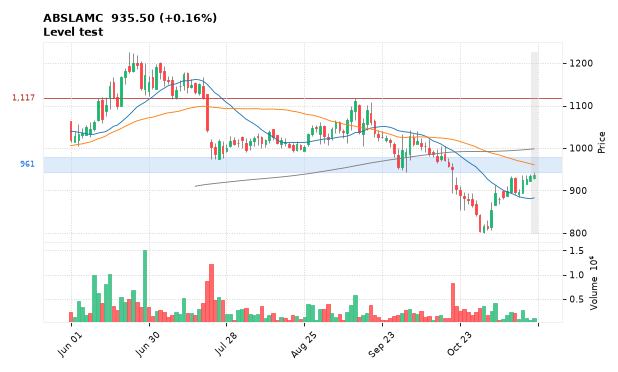 ABSLAMC  935.50 (+0.16%)
Level test
1200
1,117
1100
1000
961
900
800
Price
1.5
1.0
0.5
Volume 10⁶
Jun 01
Jun 30
Jul 28
Aug 25
Sep 23
Oct 23